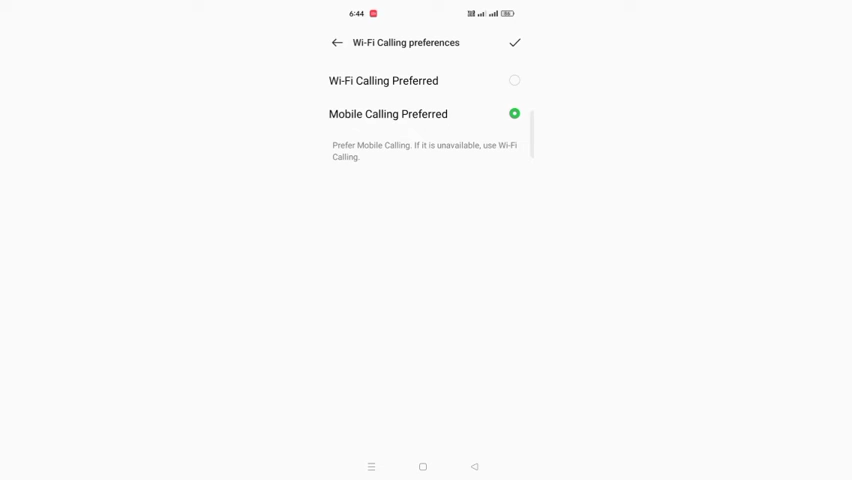 6:44
Wi-Fi Calling preferences
Wi-Fi Calling Preferred
Mobile Calling Preferred
Prefer Mobile Calling. If it is unavailable, use Wi-Fi
Calling.